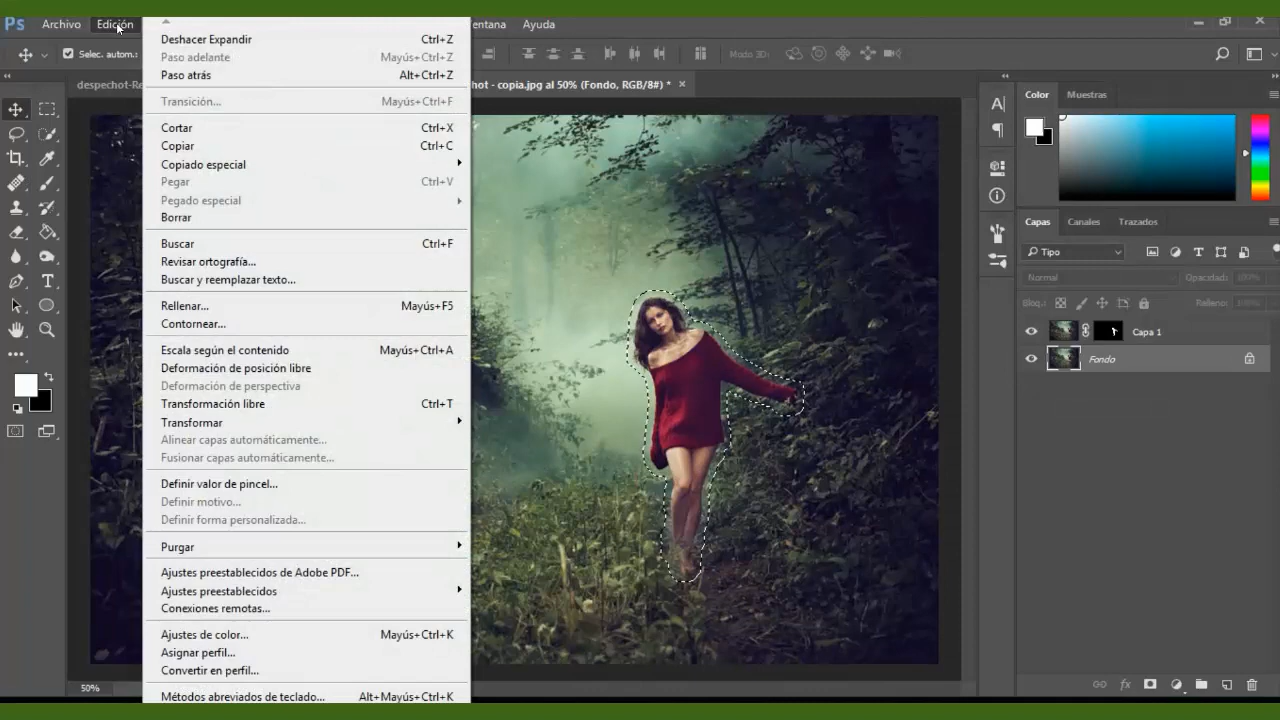 Ps Archivo Edición entana Ayuda
Selec. autom.: Modo 3D:
despechot-Re hot - copia.jpg al 50% (Fondo, RGB/8#) * ×
Deshacer Expandir Ctrl+Z
Paso adelante Mayús+Ctrl+Z
Paso atrás Alt+Ctrl+Z
Transición... Mayús+Ctrl+F
Cortar Ctrl+X
Copiar Ctrl+C
Copiado especial
Pegar Ctrl+V
Pegado especial
Borrar
Buscar Ctrl+F
Revisar ortografía...
Buscar y reemplazar texto...
Rellenar... Mayús+F5
Contornear...
Escala según el contenido Mayús+Ctrl+A
Deformación de posición libre
Deformación de perspectiva
Transformación libre Ctrl+T
Transformar
Alinear capas automáticamente...
Fusionar capas automáticamente...
Definir valor de pincel...
Definir motivo...
Definir forma personalizada...
Purgar
Ajustes preestablecidos de Adobe PDF...
Ajustes preestablecidos
Conexiones remotas...
Ajustes de color... Mayús+Ctrl+K
Asignar perfil...
Convertir en perfil...
Métodos abreviados de teclado... Alt+Mayús+Ctrl+K
50%
Color Muestras
Capas Canales Trazados
Tipo
Normal Opacidad: 100%
Bloq.: Relleno: 100%
Capa 1
Fondo